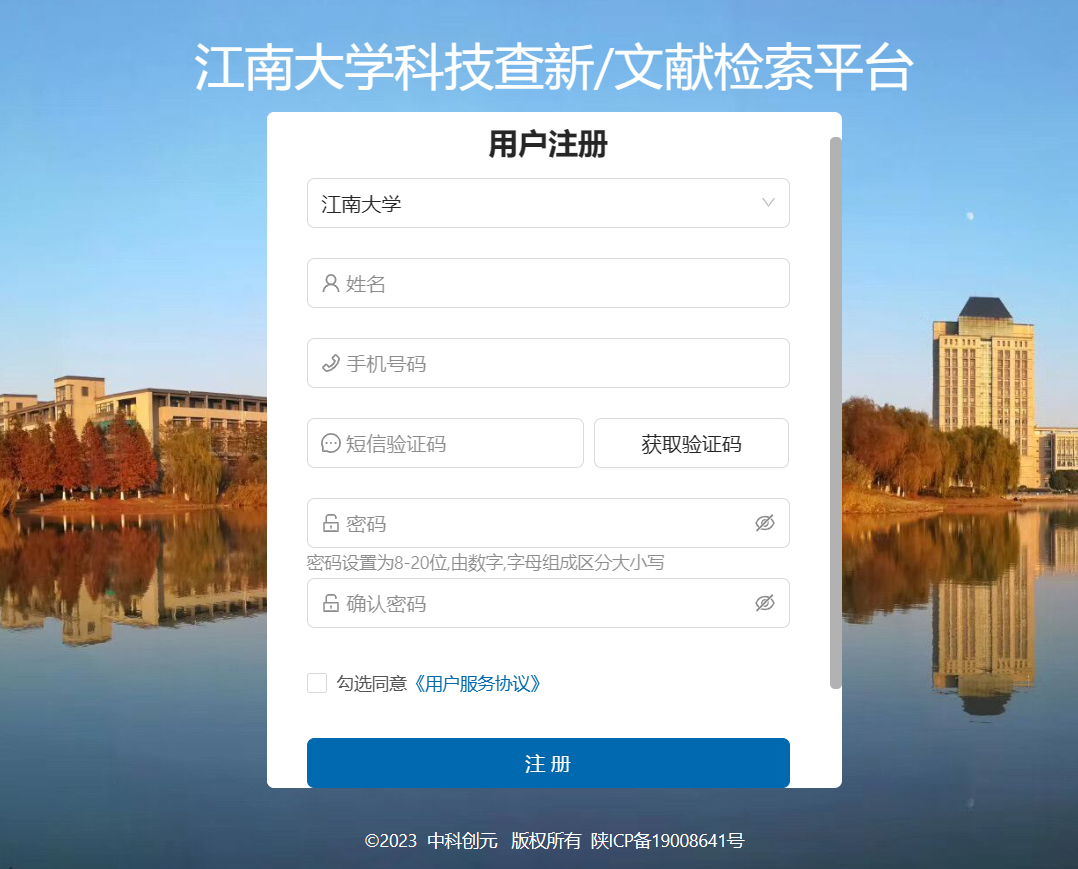 江南大学科技查新/文献检索平台
用户注册
江南大学
姓名
手机号码
短信验证码 获取验证码
密码
密码设置为8-20位,由数字,字母组成区分大小写
确认密码
勾选同意《用户服务协议》
注 册
©2023 中科创元 版权所有 陕ICP备19008641号